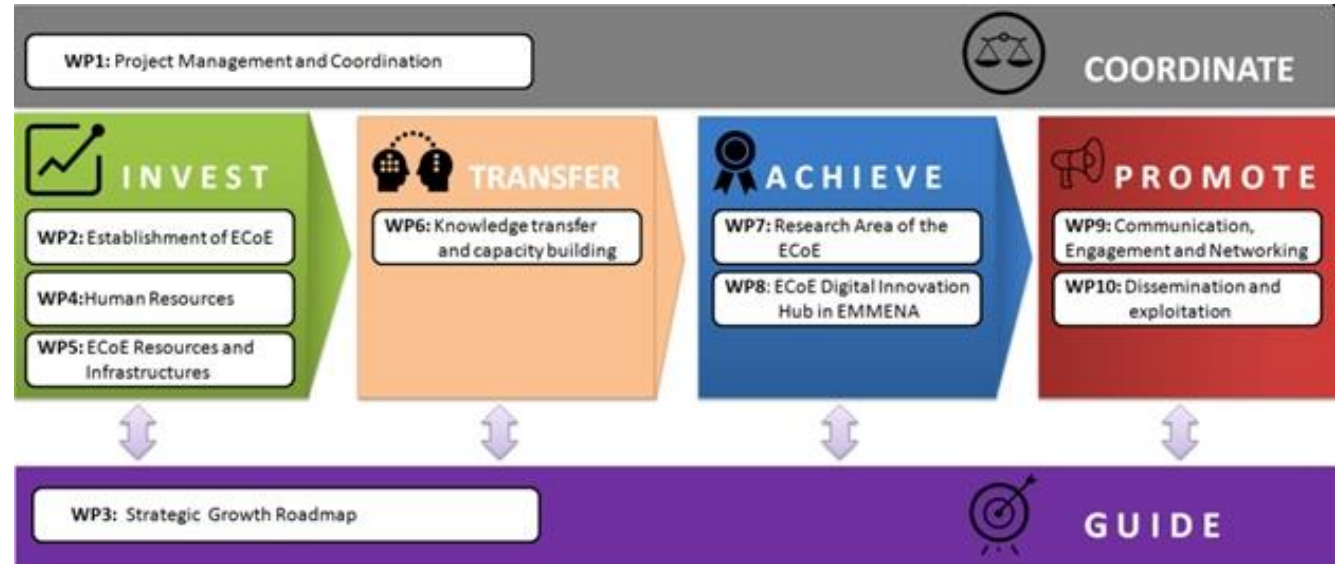 WP1: Project Management and Coordination
COORDINATE
INVEST
WP2: Establishment of ECoE
WP4:Human Resources
WP5: ECoE Resources and
Infrastructures
TRANSFER
WP6: Knowledge transfer
and capacity building
ACHIEVE
WP7: Research Area of the
ECoE
WP8: ECoE Digital Innovation
Hub in EMMENA
PROMOTE
WP9: Communication,
Engagement and Networking
WP10: Dissemination and
exploitation
WP3: Strategic Growth Roadmap
GUIDE